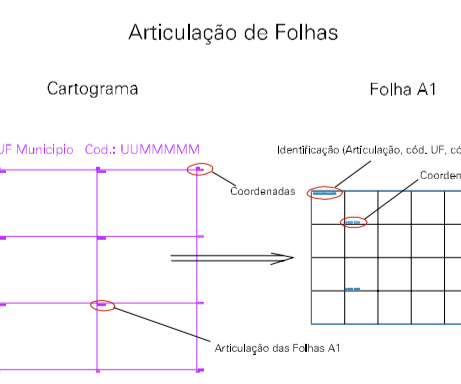 Articulação de Folhas
Cartograma
Folha A1
UF Municipio Cod.: UUMMMMM
Identificação (Articulação, cód. UF, có
Coorden
Coordenadas
Articulação das Folhas A1